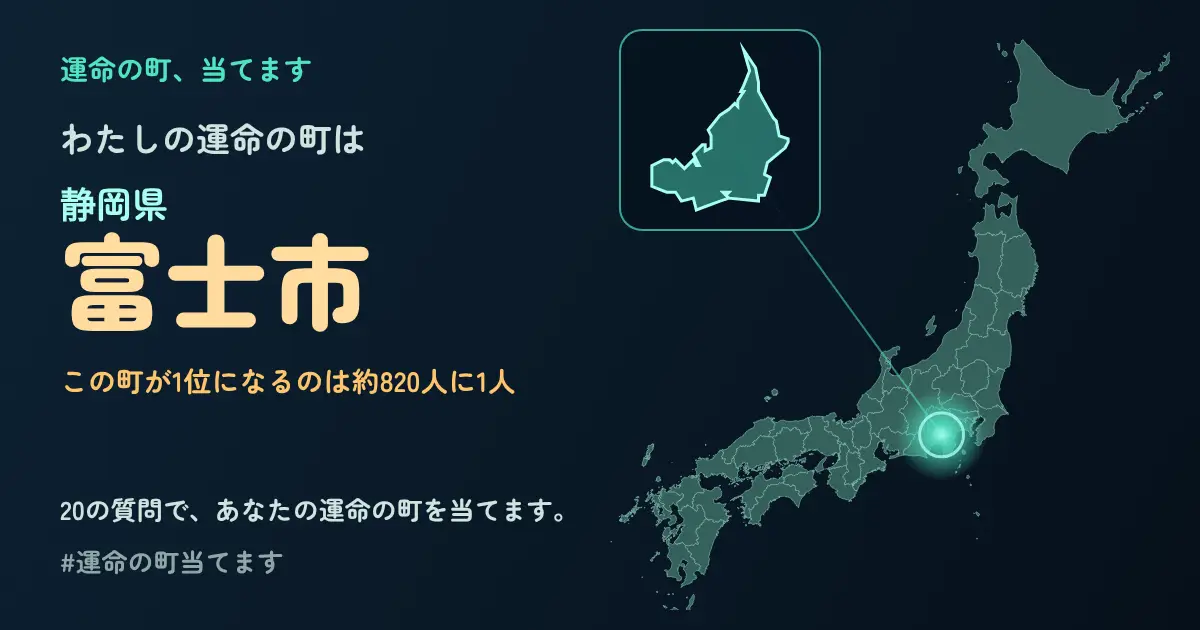 運命の町、当てます
わたしの運命の町は
静岡県
富士市
この町が1位になるのは約820人に1人
20の質問で、あなたの運命の町を当てます。
#運命の町当てます